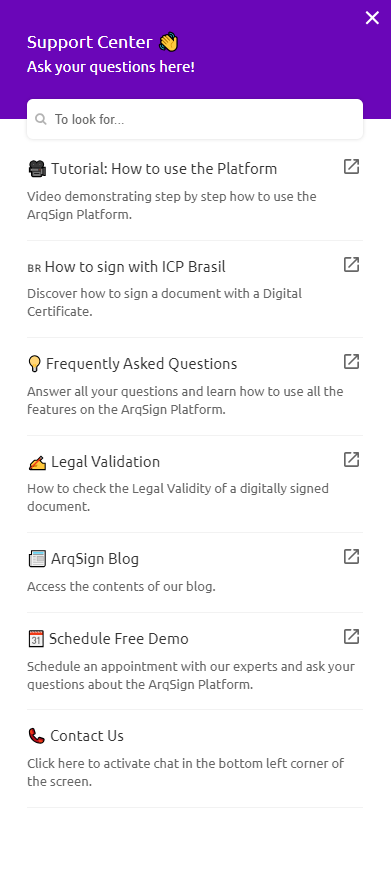 Support Center 👋
Ask your questions here!
To look for...
🎥 Tutorial: How to use the Platform
Video demonstrating step by step how to use the
ArqSign Platform.
BR How to sign with ICP Brasil
Discover how to sign a document with a Digital
Certificate.
💡 Frequently Asked Questions
Answer all your questions and learn how to use all the
features on the ArqSign Platform.
✍ Legal Validation
How to check the Legal Validity of a digitally signed
document.
📰 ArqSign Blog
Access the contents of our blog.
📅 Schedule Free Demo
Schedule an appointment with our experts and ask your
questions about the ArqSign Platform.
📞 Contact Us
Click here to activate chat in the bottom left corner of
the screen.